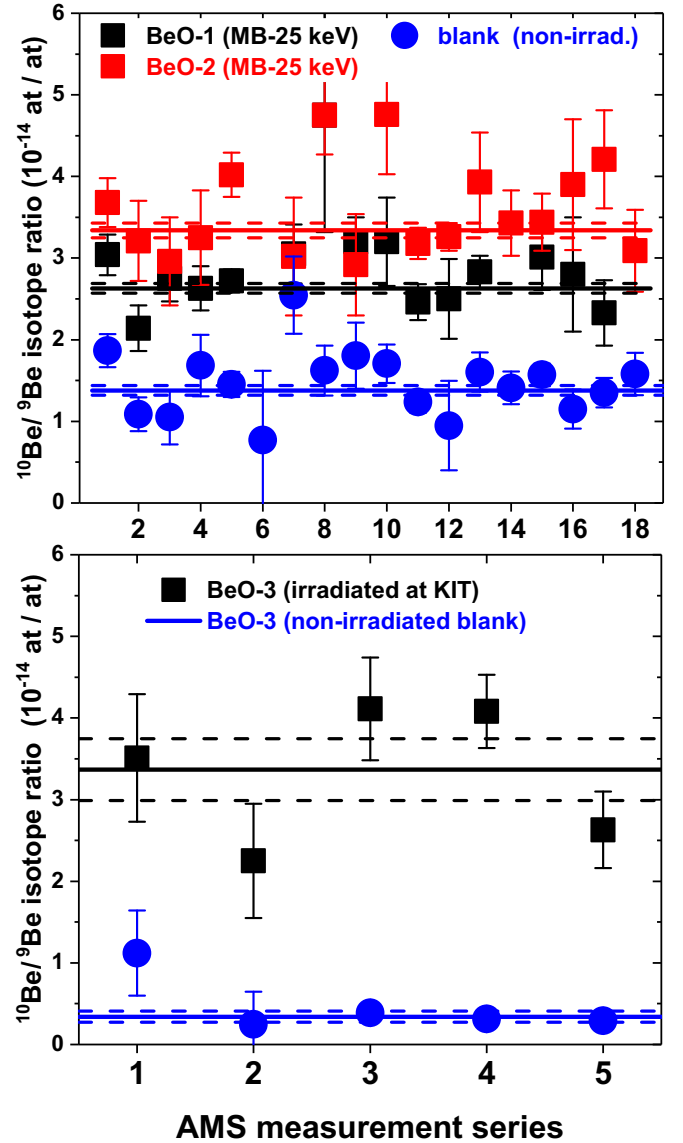 6
BeO-1 (MB-25 keV)
blank (non-irrad.)
BeO-2 (MB-25 keV)
5
4
3
2
1
0
2 4 6 8 10 12 14 16 18
¹⁰Be/ ⁹Be isotope ratio (10⁻¹⁴ at / at)
6
BeO-3 (irradiated at KIT)
BeO-3 (non-irradiated blank)
5
4
3
2
1
0
1 2 3 4 5
¹⁰Be/ ⁹Be isotope ratio (10⁻¹⁴ at / at)
AMS measurement series